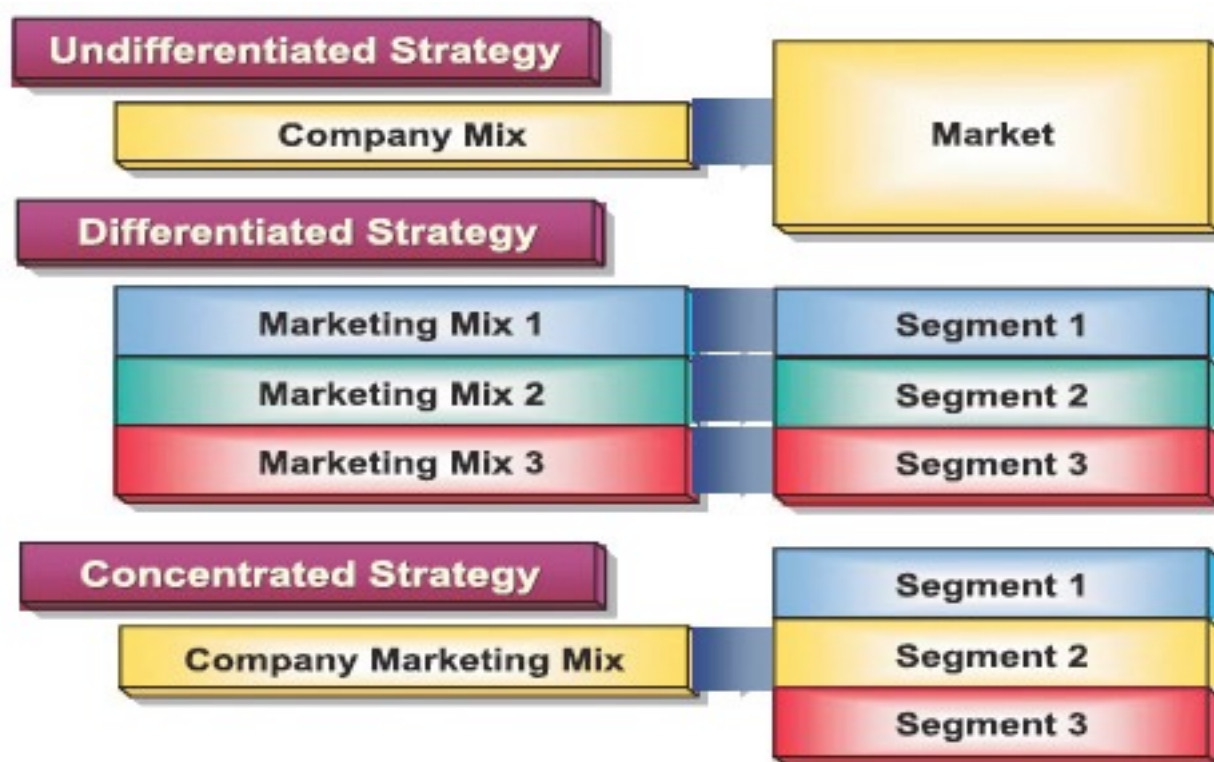 Undifferentiated Strategy
Company Mix
Market
Differentiated Strategy
Marketing Mix 1
Segment 1
Marketing Mix 2
Segment 2
Marketing Mix 3
Segment 3
Concentrated Strategy
Segment 1
Company Marketing Mix
Segment 2
Segment 3